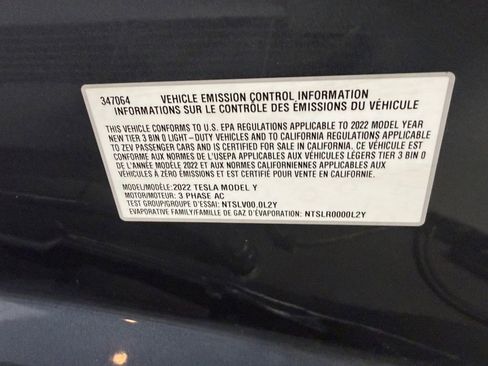 347064 VEHICLE EMISSION CONTROL INFORMATION
INFORMATIONS SUR LE CONTRÔLE DES ÉMISSIONS DU VÉHICULE
THIS VEHICLE CONFORMS TO U.S. EPA REGULATIONS APPLICABLE TO 2022 MODEL YEAR
NEW TIER 3 BIN 0 LIGHT-DUTY VEHICLES AND TO CALIFORNIA REGULATIONS APPLICABLE
TO ZEV PASSENGER CARS AND IS CERTIFIED FOR SALE IN CALIFORNIA. CE VÉHICULE EST
CONFORME AUX NORMES DE L'USEPA APPLICABLES AUX VÉHICULES LÉGERS TIER 3 BIN 0
DE L'ANNÉE MODÈLE 2022 ET AUX NORMES CALIFORNIENNES APPLICABLES AUX
VÉHICULES À ZÉRO ÉMISSIONS ET EST CERTIFIÉ POUR VENTE EN CALIFORNIE.
MODEL/MODÈLE:2022 TESLA MODEL Y
MOTOR/MOTEUR: 3 PHASE AC
TEST GROUP/GROUPE D'ESSAI: NTSLV00.0L2Y
EVAPORATIVE FAMILY/FAMILLE DE GAZ D'ÉVAPORATION: NTSLR0000L2Y